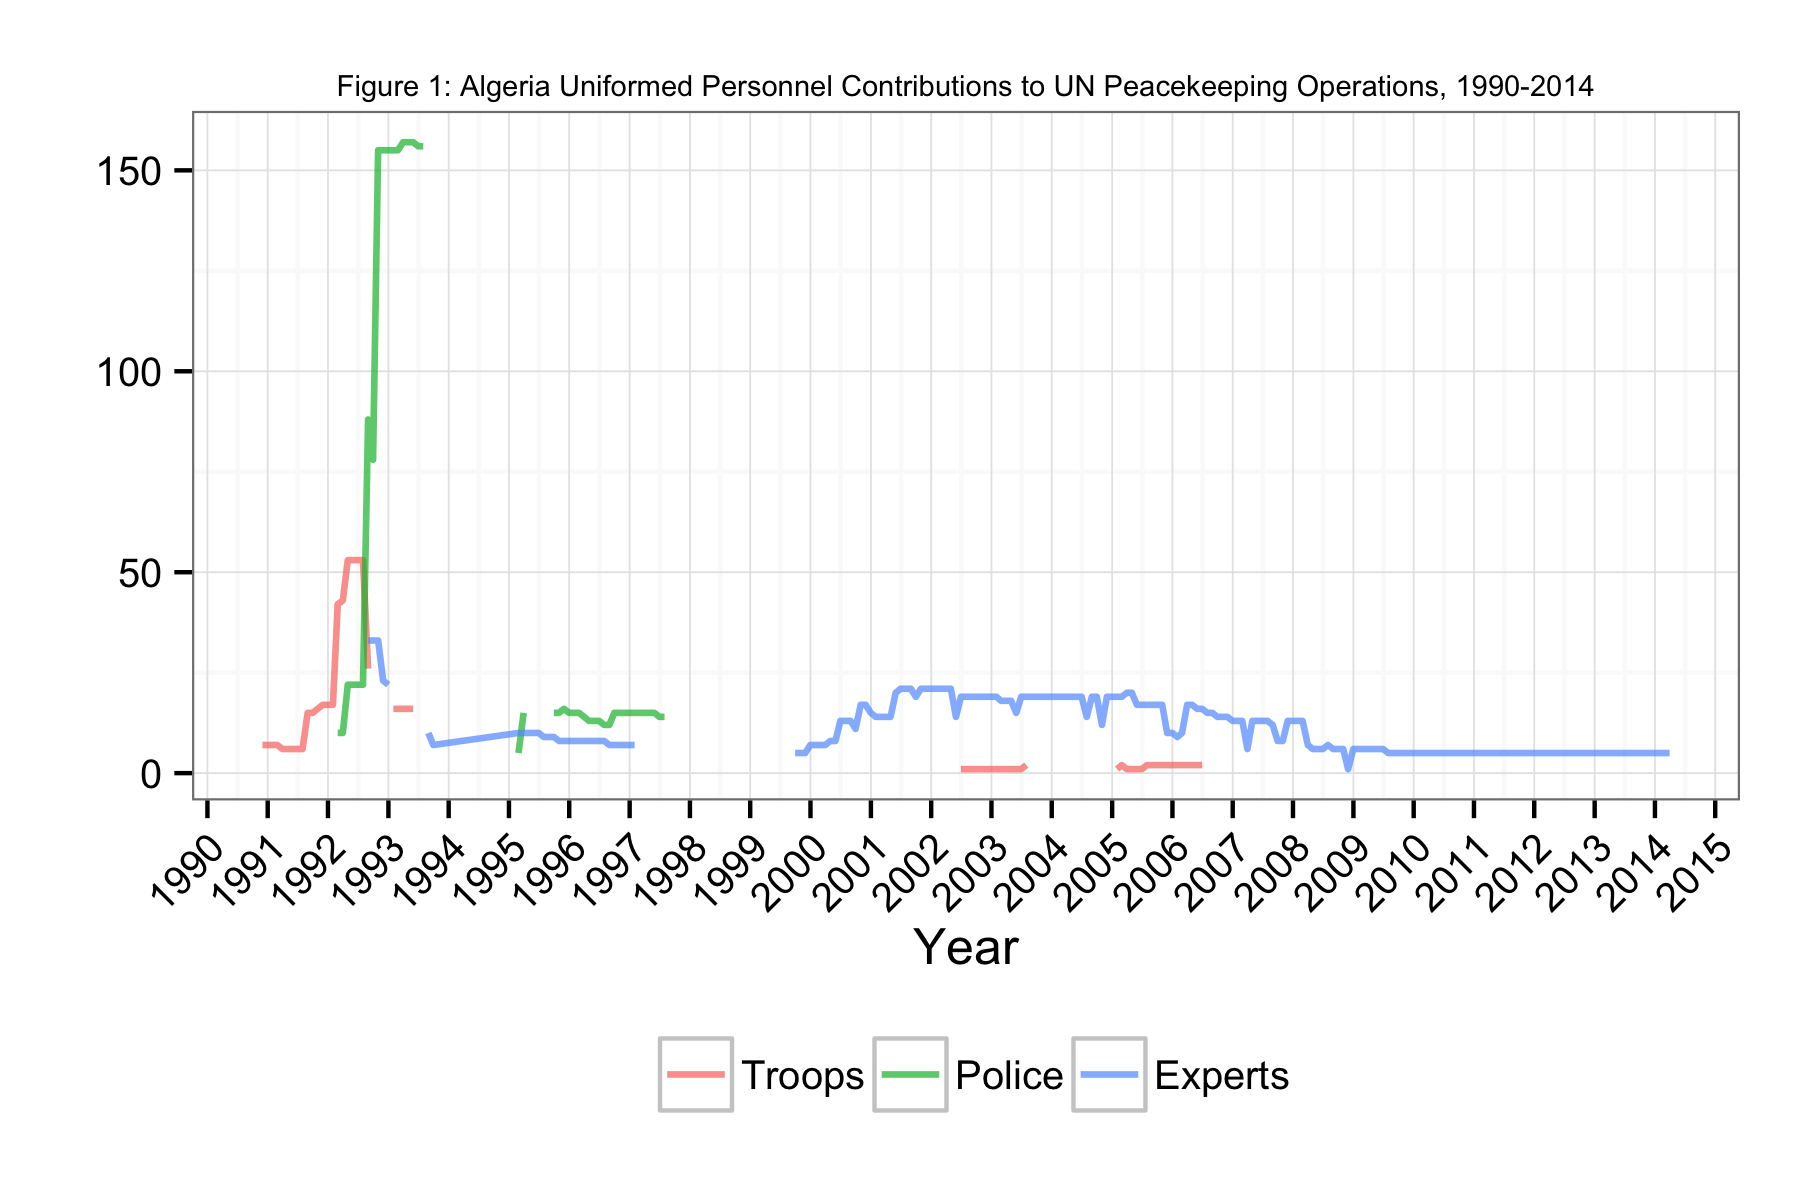 Figure 1: Algeria Uniformed Personnel Contributions to UN Peacekeeping Operations, 1990-2014
150
100
50
0
1990 1991 1992 1993 1994 1995 1996 1997 1998 1999 2000 2001 2002 2003 2004 2005 2006 2007 2008 2009 2010 2011 2012 2013 2014 2015
Year
Troops Police Experts